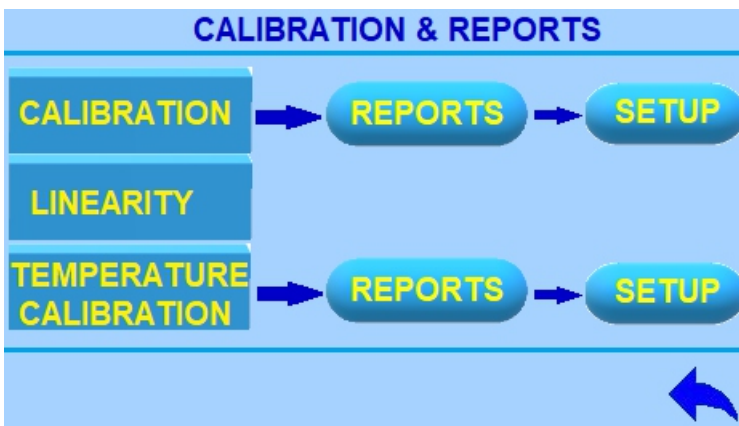 CALIBRATION & REPORTS
CALIBRATION
REPORTS
SETUP
LINEARITY
TEMPERATURE
CALIBRATION
REPORTS
SETUP